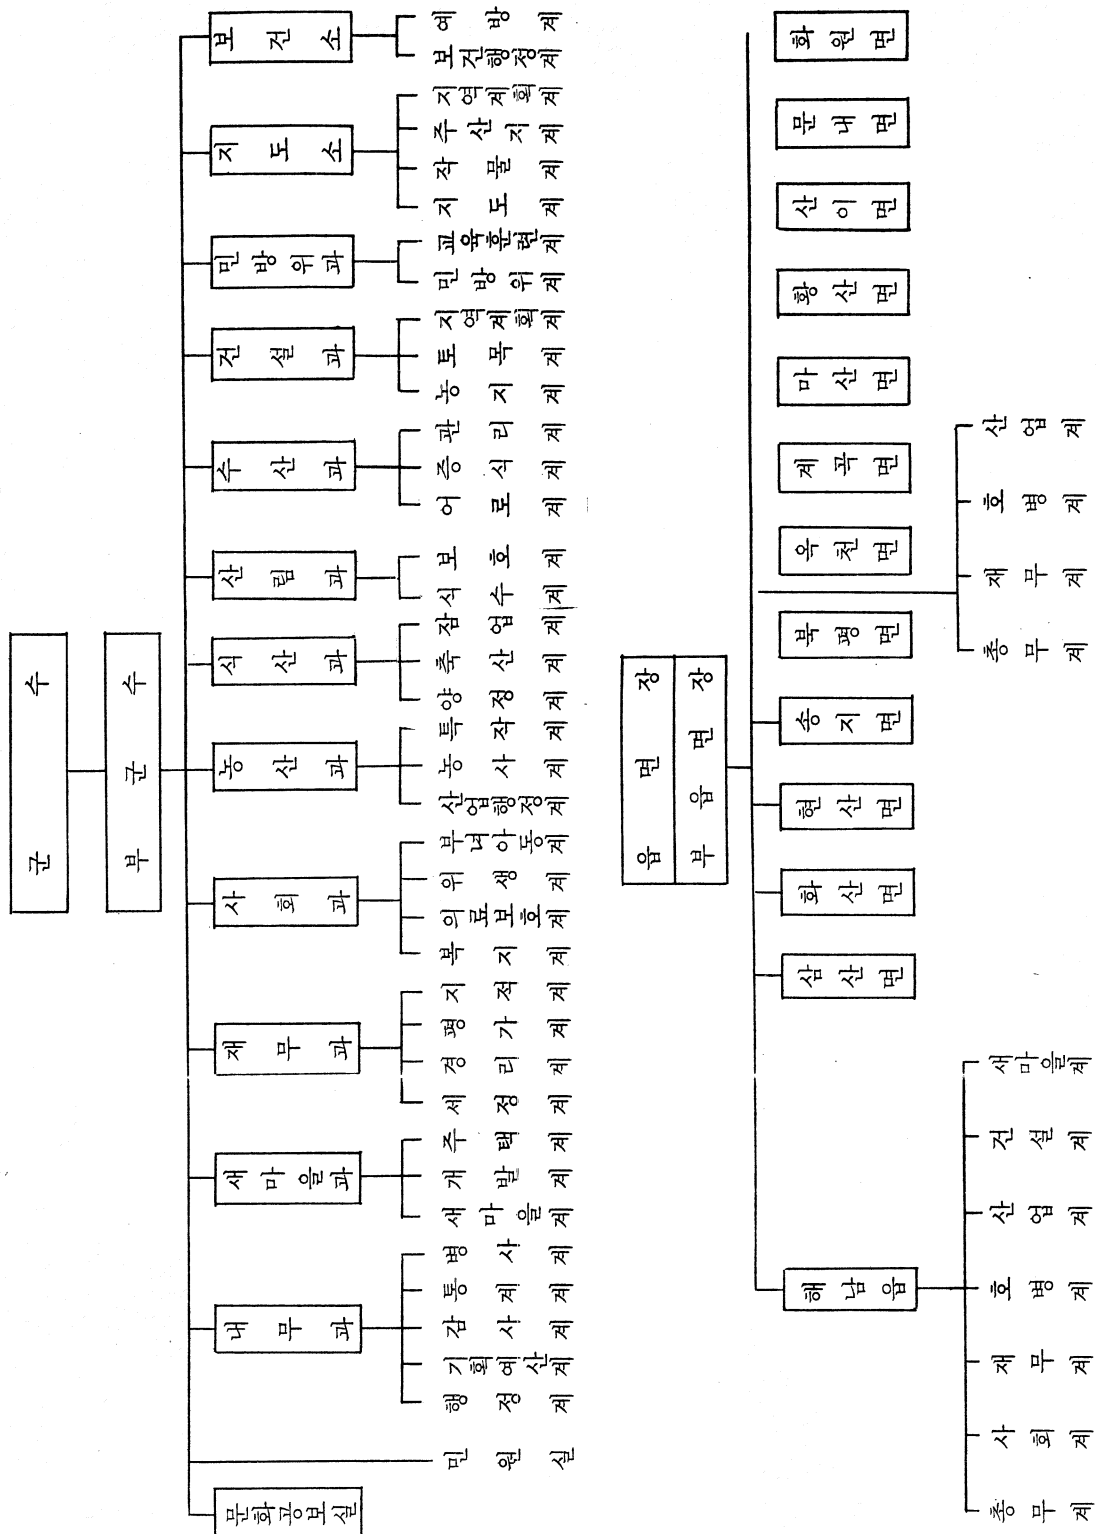 군수
부군수
문화공보실
민원실
내무과
행정계
기획예산계
감사계
통계계
병사계
새마을과
새마을계
개발계
주택계
재무과
세정계
경리계
평가계
지적계
사회과
복지계
의료보호계
위생계
부녀아동계
농산과
산업행정계
농사계
특작계
식산과
양정계
축산계
잠업계
산림과
식수계
보호계
수산과
어로계
증식계
관리계
건설과
농지계
토목계
지역계획계
민방위과
민방위계
교육훈련계
지도소
지도계
작물계
주산지계
지역계획계
보건소
보건행정계
예방계
읍면장
부읍면장
해남읍
총무계
사회계
재무계
호병계
산업계
건설계
새마을계
삼산면
화산면
현산면
송지면
북평면
옥천면
계곡면
마산면
황산면
산이면
문내면
화원면
총무계
재무계
호병계
산업계